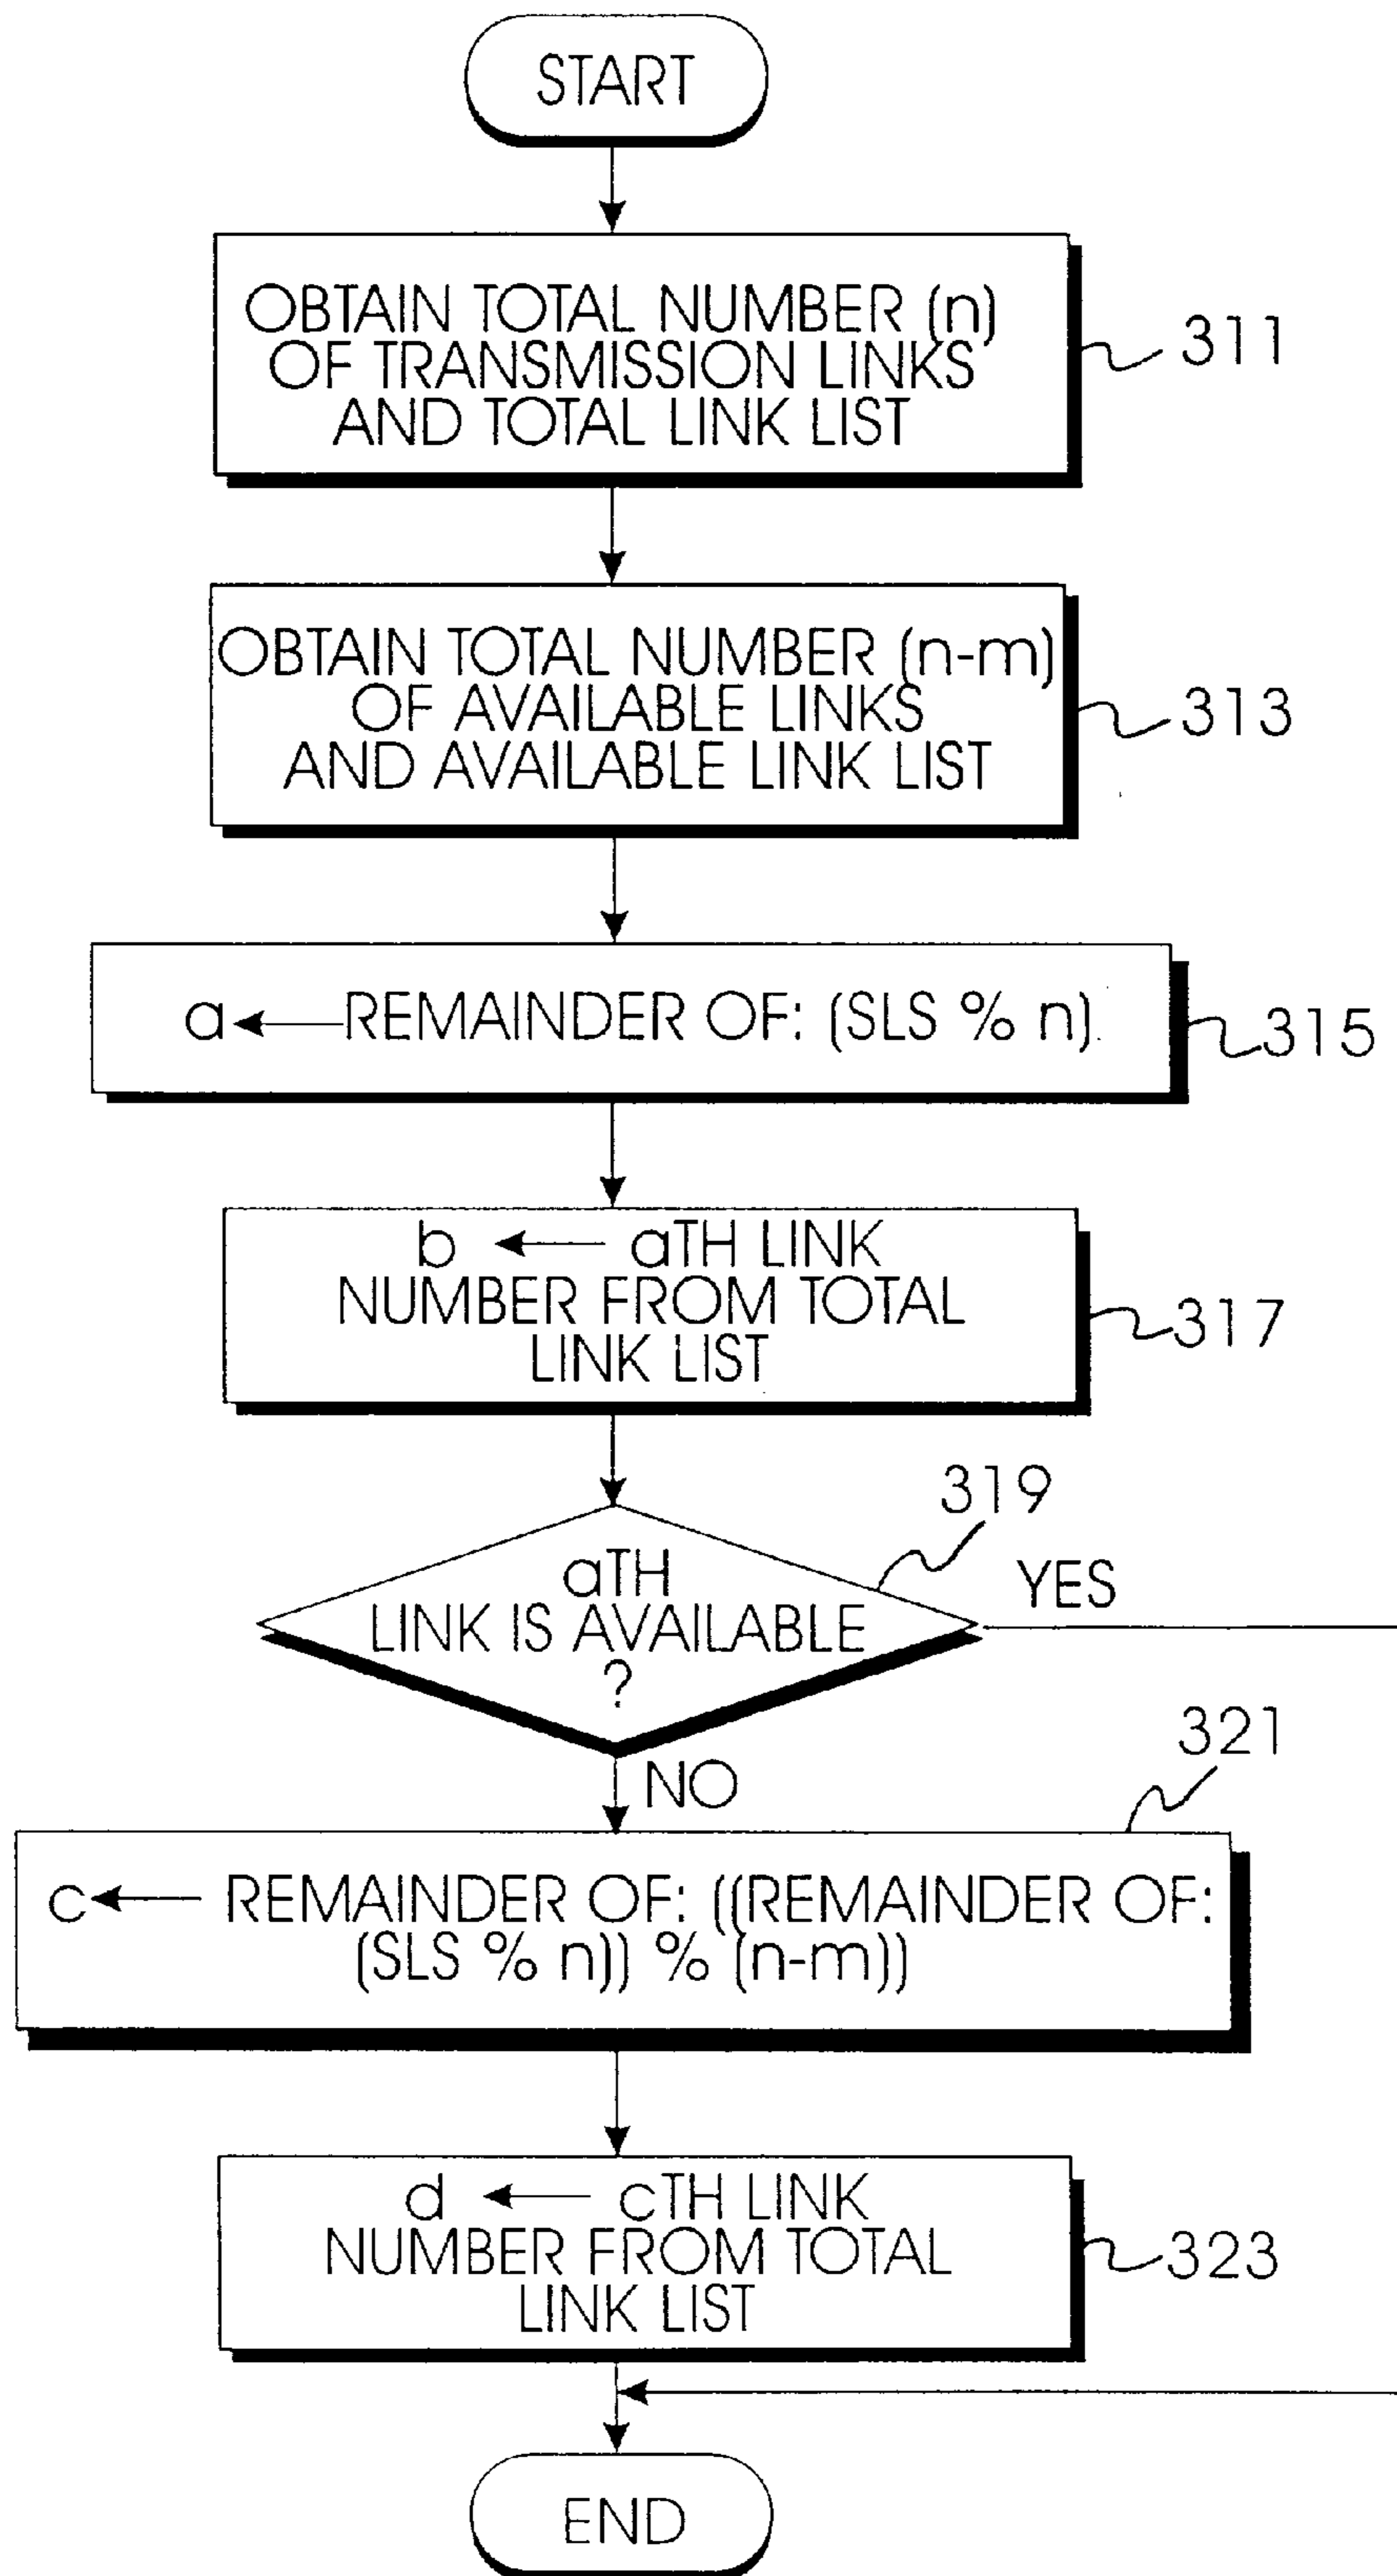 START
OBTAIN TOTAL NUMBER (n)
OF TRANSMISSION LINKS
AND TOTAL LINK LIST
311
OBTAIN TOTAL NUMBER (n-m)
OF AVAILABLE LINKS
AND AVAILABLE LINK LIST
313
a ← REMAINDER OF: (SLS % n)
315
b ← aTH LINK
NUMBER FROM TOTAL
LINK LIST
317
319
aTH
LINK IS AVAILABLE
?
YES
NO
321
c ← REMAINDER OF: ((REMAINDER OF:
(SLS % n)) % (n-m))
d ← cTH LINK
NUMBER FROM TOTAL
LINK LIST
323
END